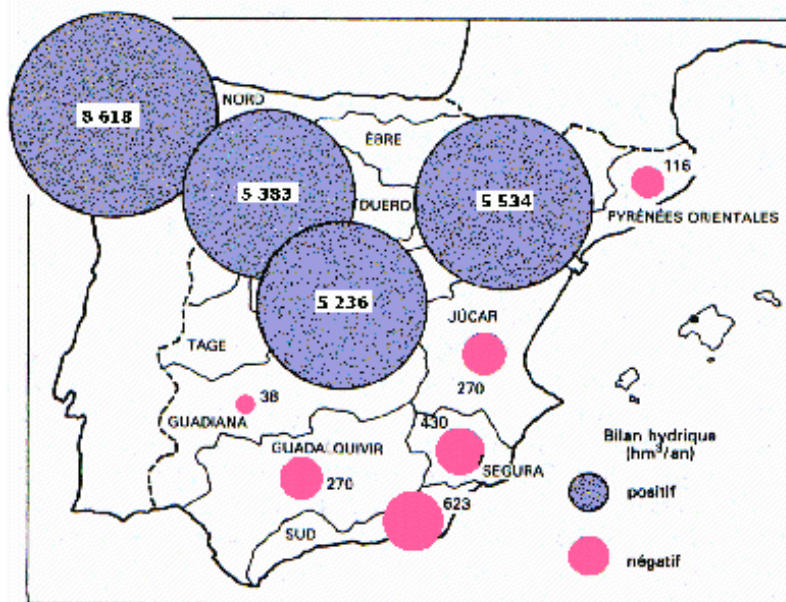 8 618
NORD
ÈBRE
5 383
DUERO
5 534
116
PYRÉNÉES ORIENTALES
5 236
JÚCAR
TAGE
270
38
GUADIANA
430
GUADALQUIVIR
SEGURA
270
623
SUD
Bilan hydrique
(hm³/an)
positif
négatif